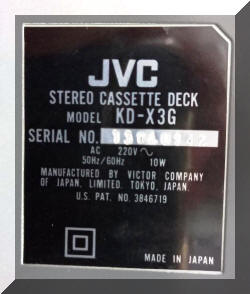 JVC
STEREO CASSETTE DECK
MODEL KD-X3G
SERIAL NO.
AC 220V~
50Hz/60Hz 10W
MANUFACTURED BY VICTOR COMPANY
OF JAPAN, LIMITED. TOKYO, JAPAN.
U.S. PAT. NO. 3846719
MADE IN JAPAN